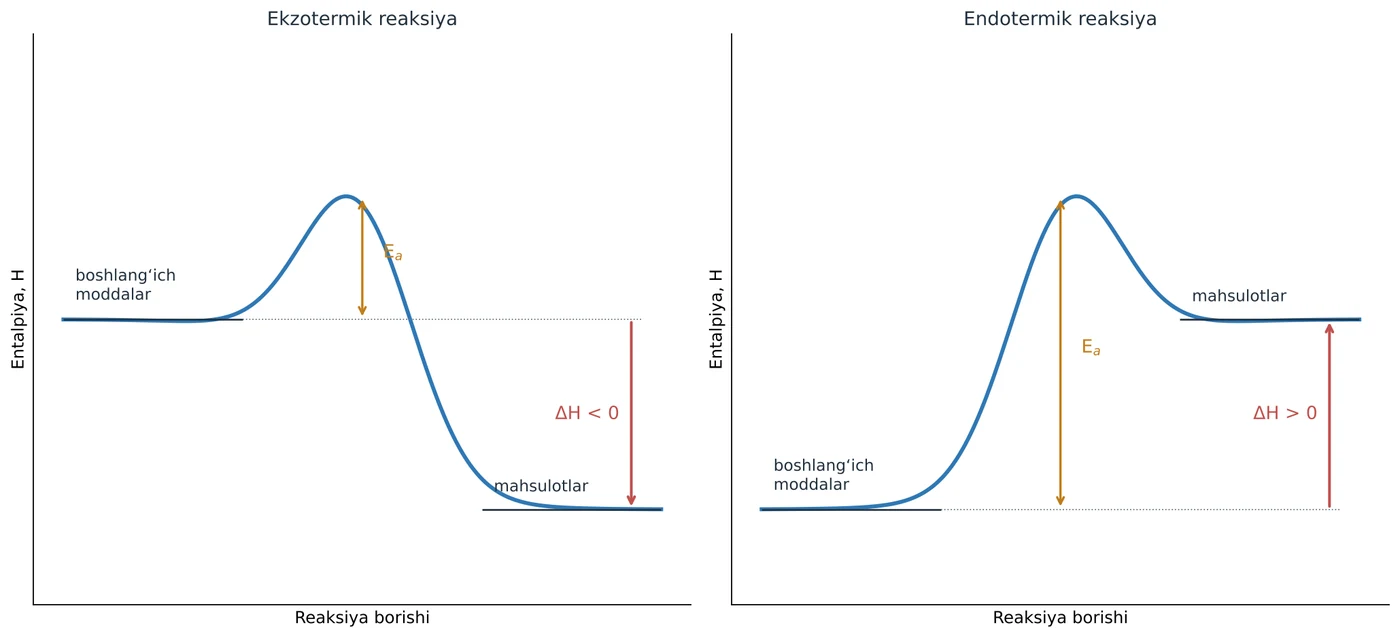 Ekzotermik reaksiya
Entalpiya, H
boshlang‘ich
moddalar
Eₐ
ΔH < 0
mahsulotlar
Reaksiya borishi
Endotermik reaksiya
Entalpiya, H
mahsulotlar
Eₐ
ΔH > 0
boshlang‘ich
moddalar
Reaksiya borishi